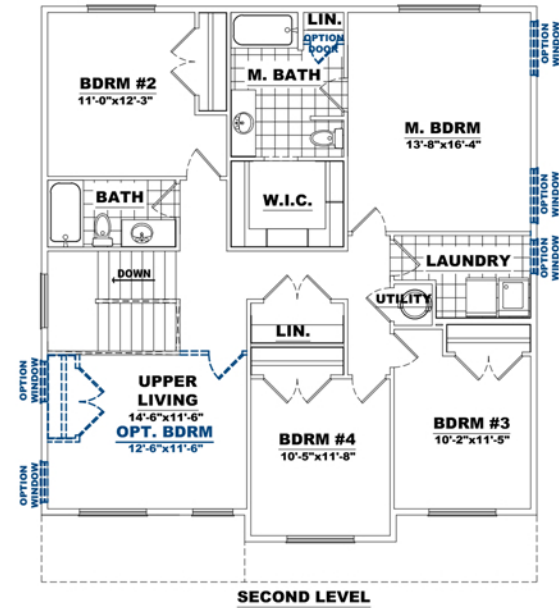 LIN.
OPTION
DOOR
OPTION
WINDOW
BDRM #2
11'-0"x12'-3"
M. BATH
M. BDRM
13'-8"x16'-4"
OPTION
WINDOW
BATH
W.I.C.
OPTION
WINDOW
LAUNDRY
DOWN
UTILITY
LIN.
OPTION
WINDOW
UPPER
LIVING
14'-6"x11'-6"
OPT. BDRM
12'-6"x11'-6"
BDRM #4
10'-5"x11'-8"
BDRM #3
10'-2"x11'-5"
OPTION
WINDOW
SECOND LEVEL